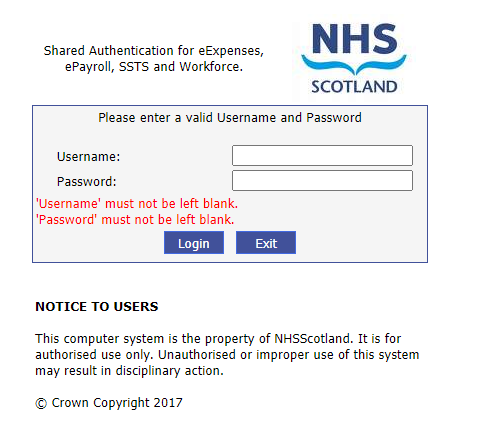 Shared Authentication for eExpenses,
ePayroll, SSTS and Workforce.
NHS
SCOTLAND
Please enter a valid Username and Password
Username:
Password:
'Username' must not be left blank.
'Password' must not be left blank.
Login Exit
NOTICE TO USERS
This computer system is the property of NHSScotland. It is for
authorised use only. Unauthorised or improper use of this system
may result in disciplinary action.
© Crown Copyright 2017